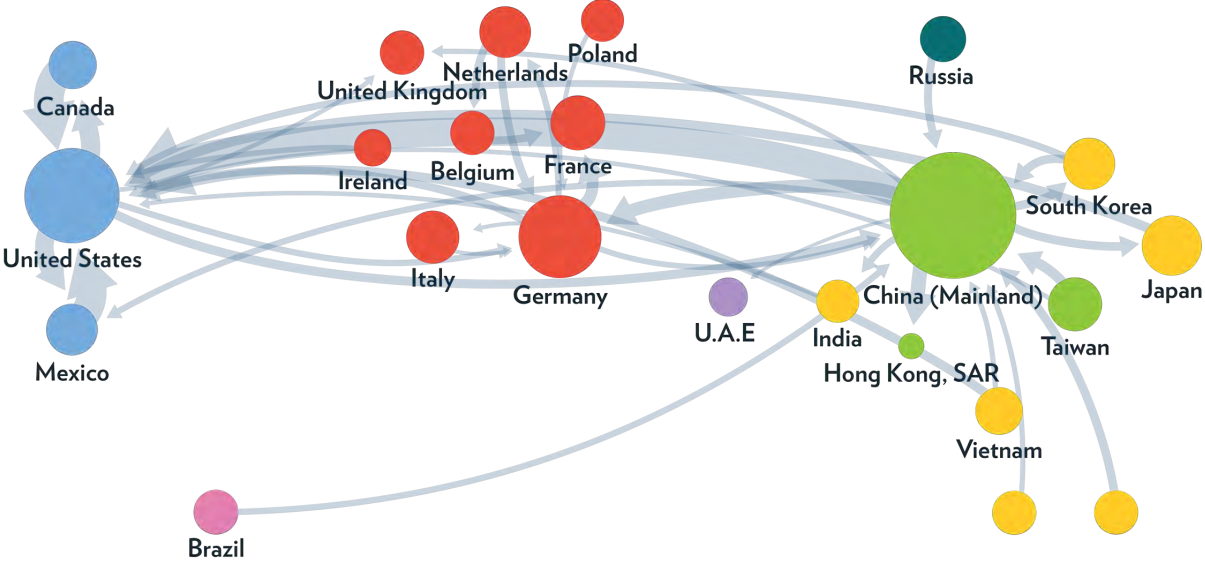 Poland
Netherlands
Russia
United Kingdom
Canada
France
Belgium
Ireland
South Korea
United States
Italy
Germany
China (Mainland)
Japan
U.A.E
India
Taiwan
Mexico
Hong Kong, SAR
Vietnam
Brazil